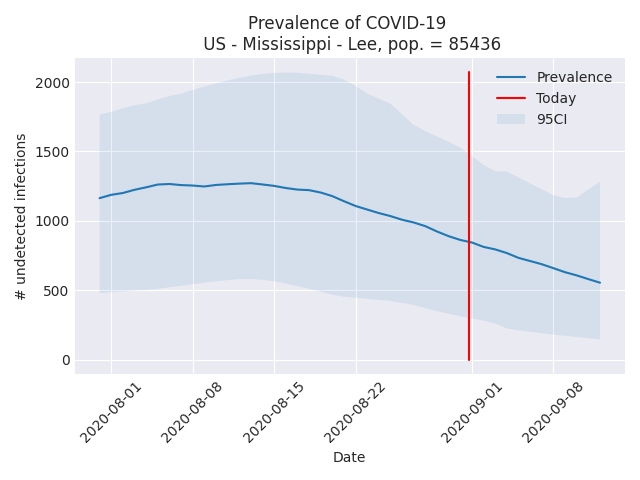 Prevalence of COVID-19
US - Mississippi - Lee, pop. = 85436
Prevalence
Today
95CI
# undetected infections
2000
1500
1000
500
0
2020-08-01
2020-08-08
2020-08-15
2020-08-22
2020-09-01
2020-09-08
Date